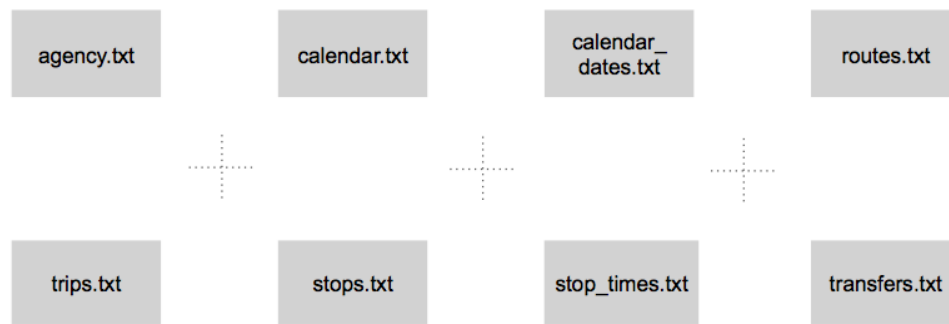 agency.txt
calendar.txt
calendar_
dates.txt
routes.txt
trips.txt
stops.txt
stop_times.txt
transfers.txt